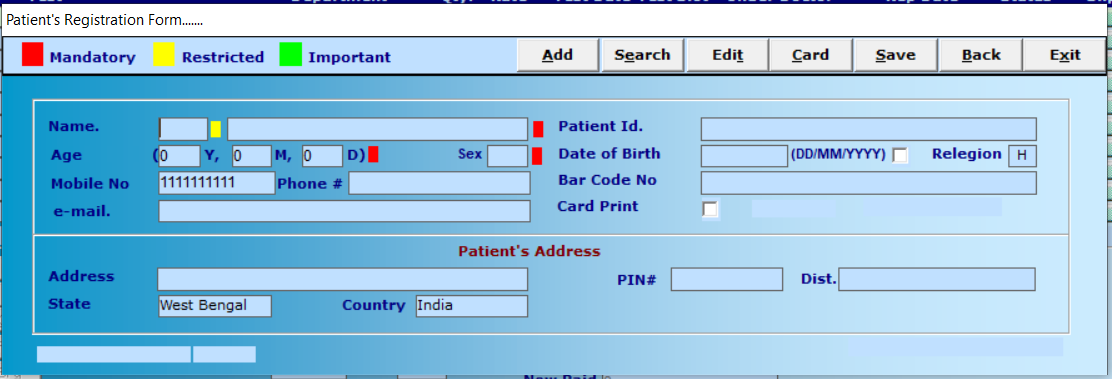 Patient's Registration Form.......
Mandatory Restricted Important Add Search Edit Card Save Back Exit
Name. Patient Id.
Age (0 Y, 0 M, 0 D) Sex Date of Birth (DD/MM/YYYY) Relegion H
Mobile No 1111111111 Phone # Bar Code No
e-mail. Card Print
Patient's Address
Address PIN# Dist.
State West Bengal Country India